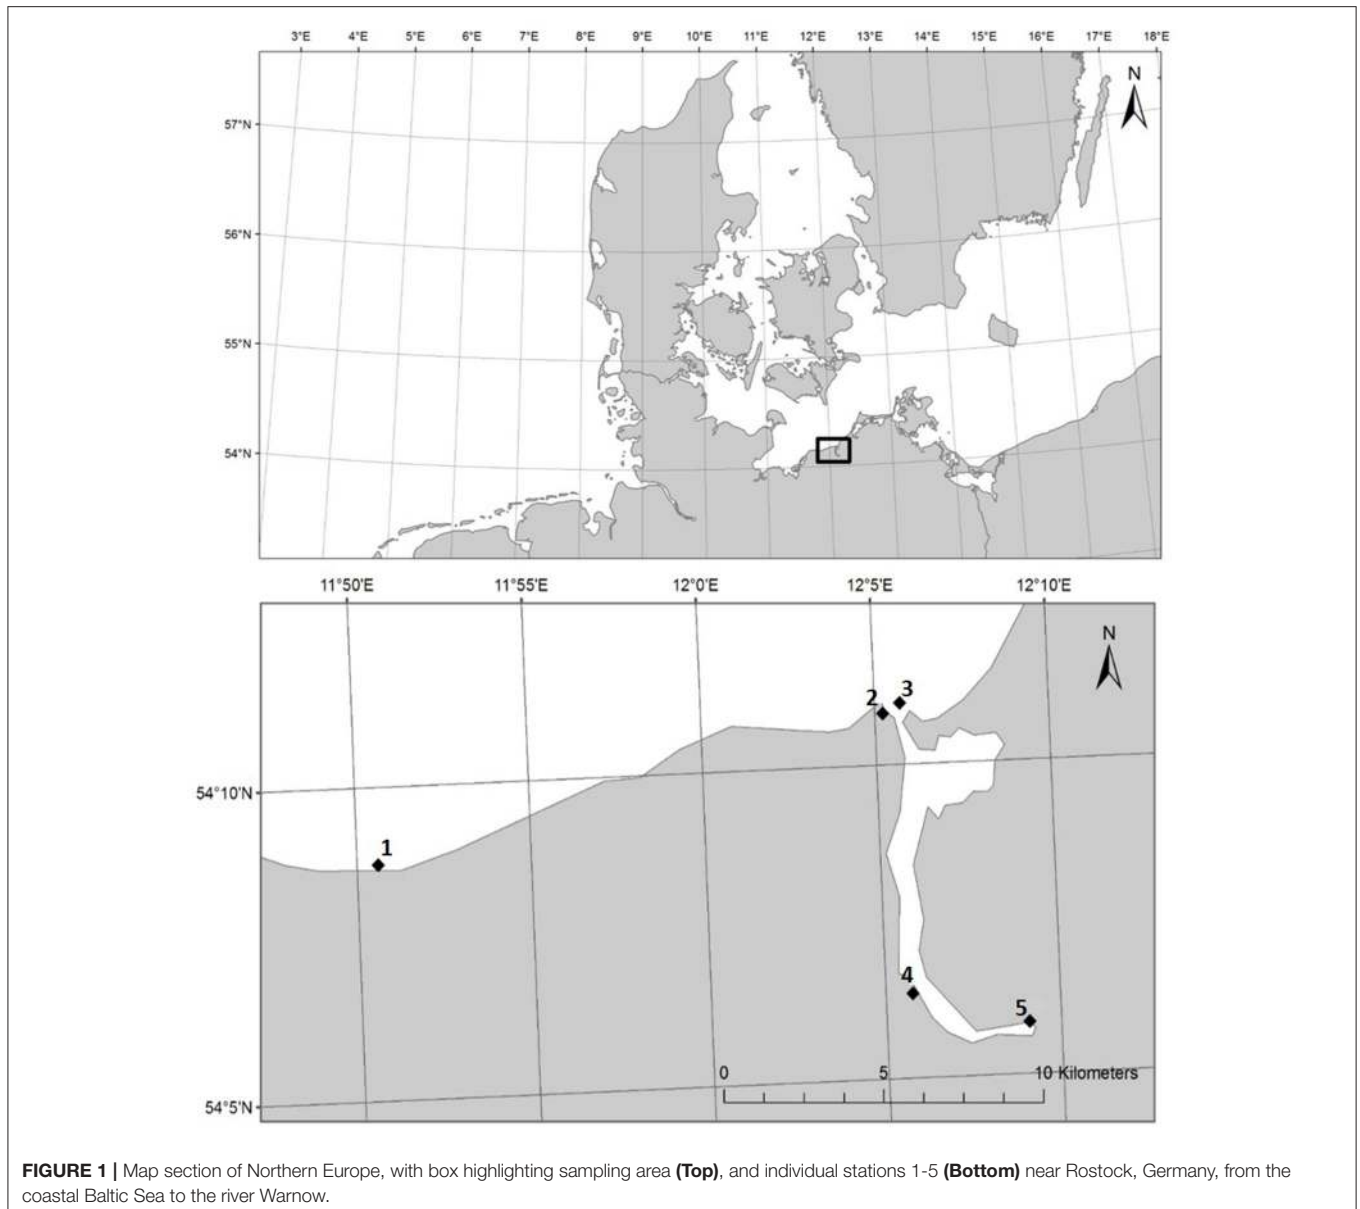 3°E 4°E 5°E 6°E 7°E 8°E 9°E 10°E 11°E 12°E 13°E 14°E 15°E 16°E 17°E 18°E
N
57°N
56°N
55°N
54°N
11°50'E 11°55'E 12°0'E 12°5'E 12°10'E
N
2 3
54°10'N
1
4
5
0 5 10 Kilometers
54°5'N
FIGURE 1 | Map section of Northern Europe, with box highlighting sampling area (Top), and individual stations 1-5 (Bottom) near Rostock, Germany, from the
coastal Baltic Sea to the river Warnow.